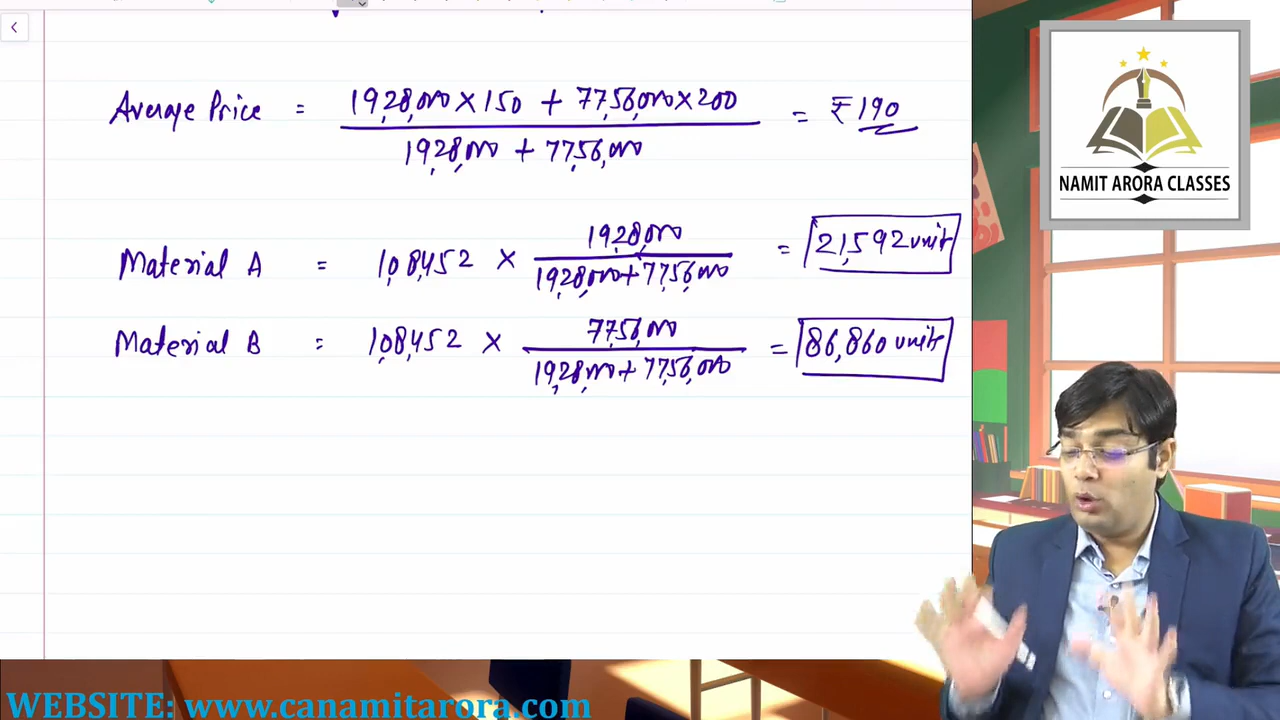 Average Price = 19,28,000 × 150 + 77,56,000 × 200 = ₹190
19,28,000 + 77,56,000
Material A = 1,08,452 × 19,28,000 = 21,592 units
19,28,000 + 77,56,000
Material B = 1,08,452 × 77,56,000 = 86,860 units
19,28,000 + 77,56,000
NAMIT ARORA CLASSES
WEBSITE: www.canamitarora.com